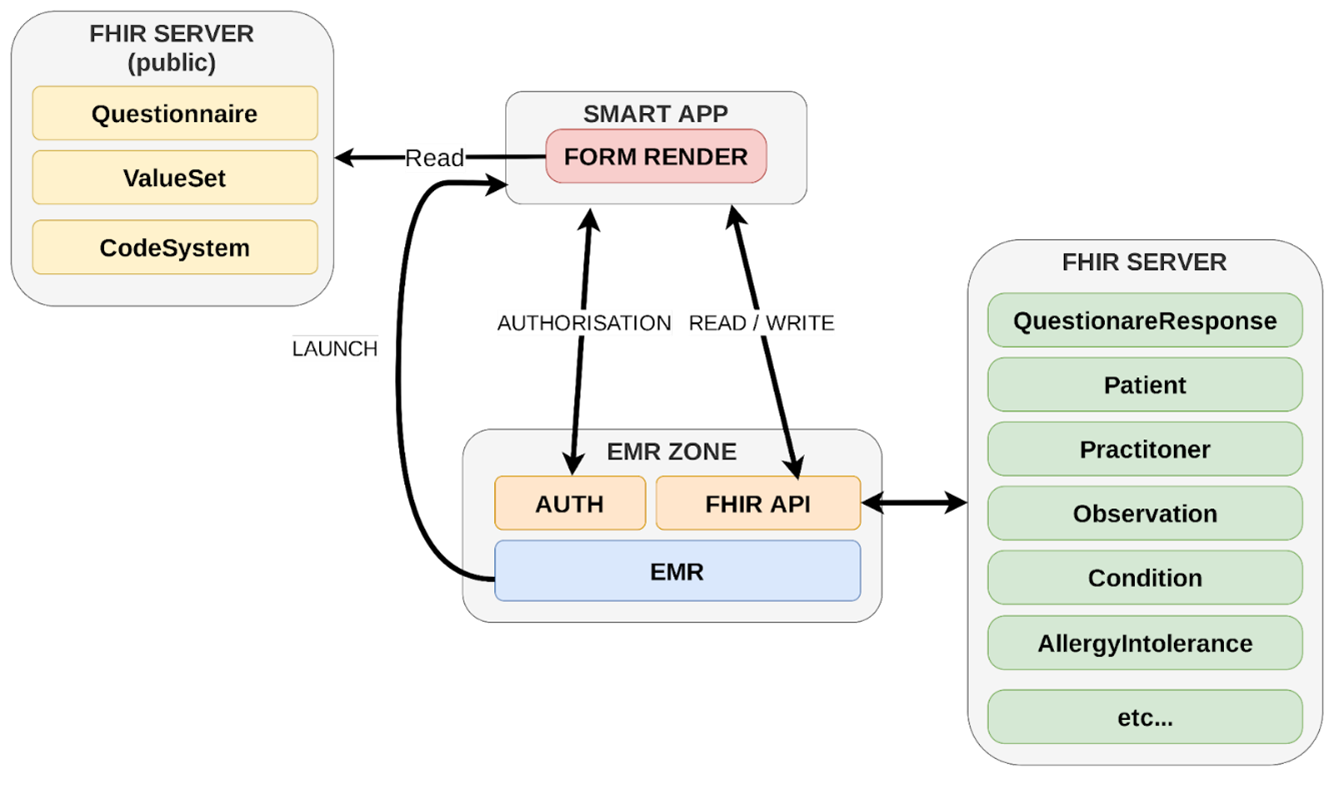 FHIR SERVER
(public)
Questionnaire
ValueSet
CodeSystem
SMART APP
FORM RENDER
Read
LAUNCH
AUTHORISATION
READ / WRITE
EMR ZONE
AUTH
FHIR API
EMR
FHIR SERVER
QuestionareResponse
Patient
Practitoner
Observation
Condition
AllergyIntolerance
etc...